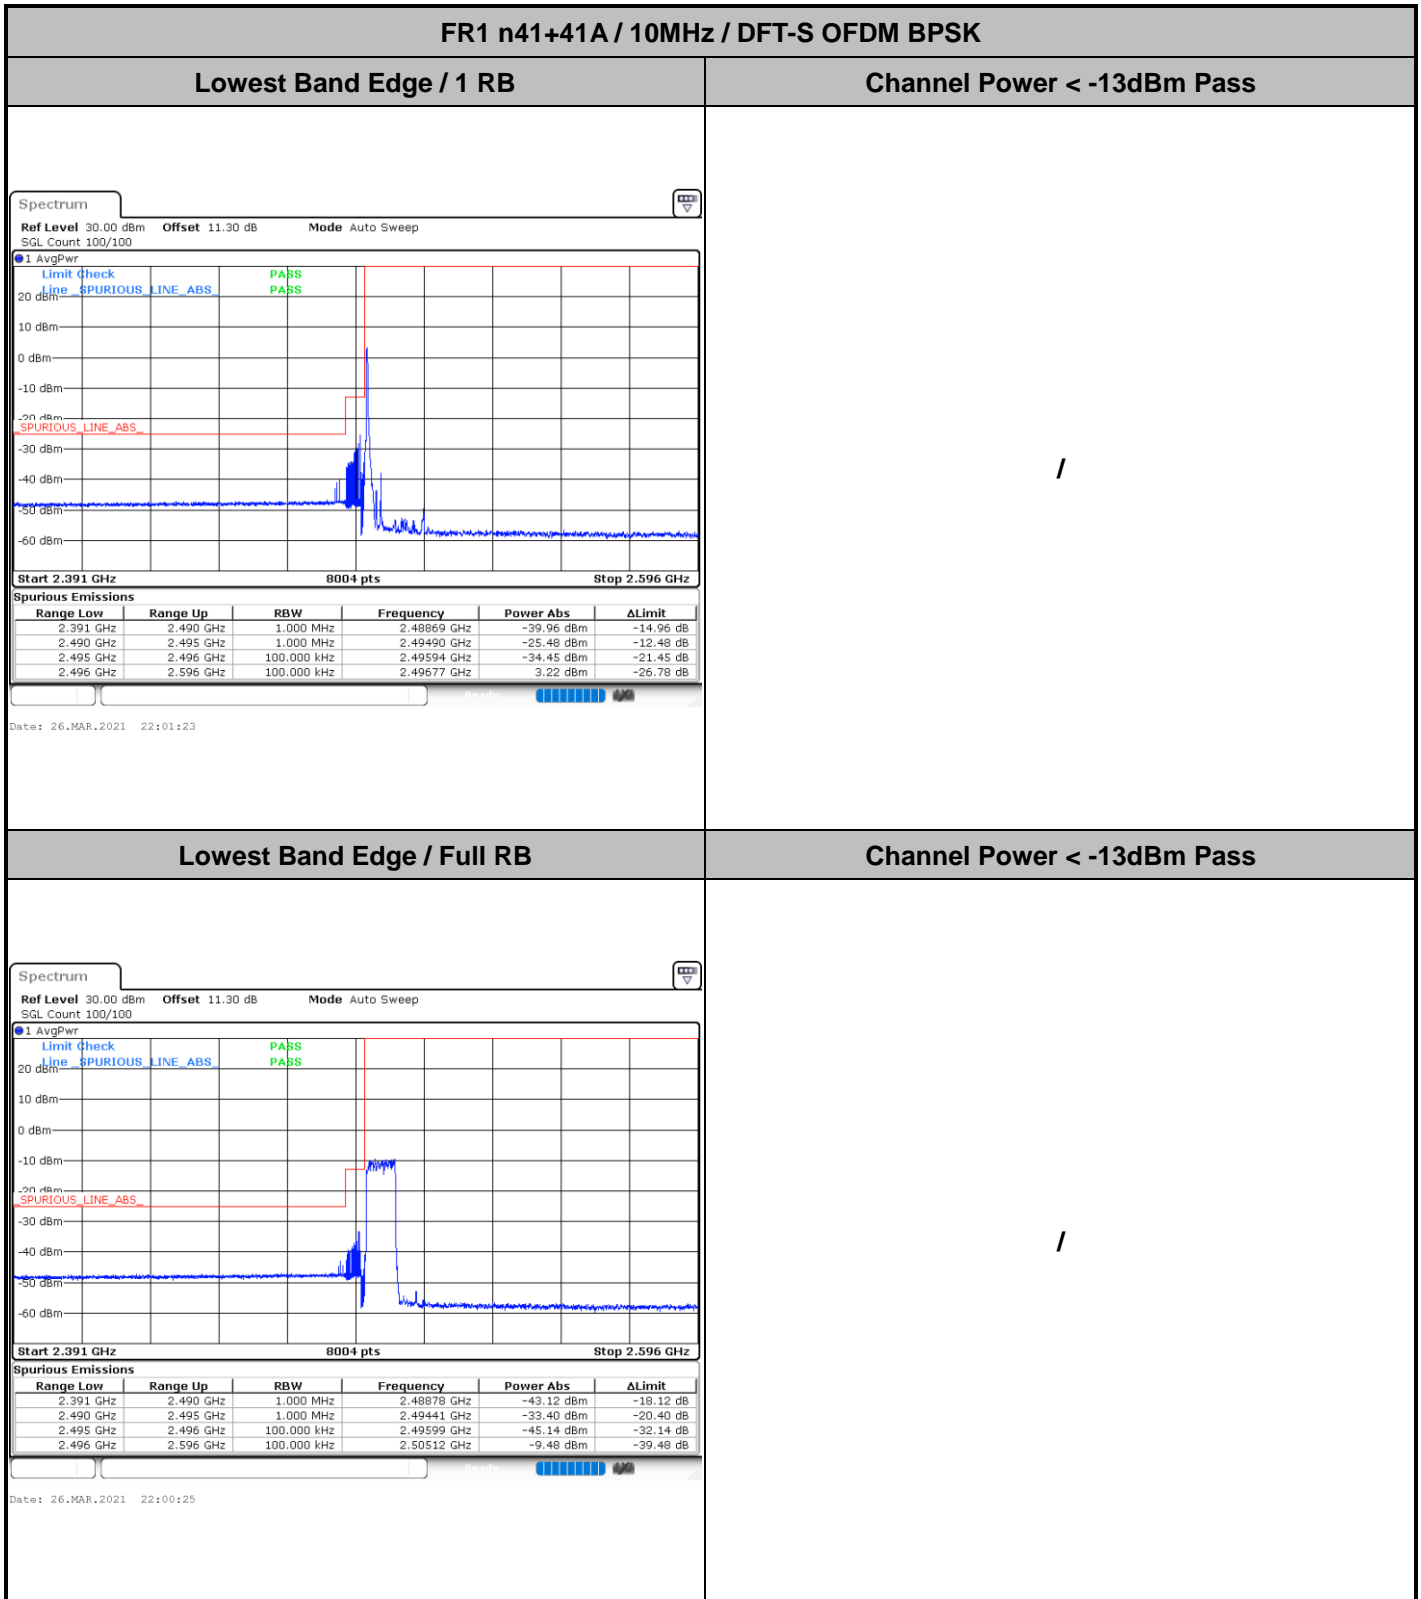 FR1 n41+41A / 10MHz / DFT-S OFDM BPSK
Lowest Band Edge / 1 RB
Channel Power < -13dBm Pass
Spectrum
Ref Level 30.00 dBm Offset 11.30 dB Mode Auto Sweep
SGL Count 100/100
1 AvgPwr
Limit Check PASS
Line _SPURIOUS_LINE_ABS_ PASS
20 dBm
10 dBm
0 dBm
-10 dBm
-20 dBm
_SPURIOUS_LINE_ABS_
-30 dBm
-40 dBm
-50 dBm
-60 dBm
Start 2.391 GHz 8004 pts Stop 2.596 GHz
Spurious Emissions
Range Low Range Up RBW Frequency Power Abs ΔLimit
2.391 GHz 2.490 GHz 1.000 MHz 2.48869 GHz -39.96 dBm -14.96 dB
2.490 GHz 2.495 GHz 1.000 MHz 2.49490 GHz -25.48 dBm -12.48 dB
2.495 GHz 2.496 GHz 100.000 kHz 2.49594 GHz -34.45 dBm -21.45 dB
2.496 GHz 2.596 GHz 100.000 kHz 2.49677 GHz 3.22 dBm -26.78 dB
Ready
Date: 26.MAR.2021 22:01:23
/
Lowest Band Edge / Full RB
Channel Power < -13dBm Pass
Spectrum
Ref Level 30.00 dBm Offset 11.30 dB Mode Auto Sweep
SGL Count 100/100
1 AvgPwr
Limit Check PASS
Line _SPURIOUS_LINE_ABS_ PASS
20 dBm
10 dBm
0 dBm
-10 dBm
-20 dBm
_SPURIOUS_LINE_ABS_
-30 dBm
-40 dBm
-50 dBm
-60 dBm
Start 2.391 GHz 8004 pts Stop 2.596 GHz
Spurious Emissions
Range Low Range Up RBW Frequency Power Abs ΔLimit
2.391 GHz 2.490 GHz 1.000 MHz 2.48878 GHz -43.12 dBm -18.12 dB
2.490 GHz 2.495 GHz 1.000 MHz 2.49441 GHz -33.40 dBm -20.40 dB
2.495 GHz 2.496 GHz 100.000 kHz 2.49599 GHz -45.14 dBm -32.14 dB
2.496 GHz 2.596 GHz 100.000 kHz 2.50512 GHz -9.48 dBm -39.48 dB
Ready
Date: 26.MAR.2021 22:00:25
/